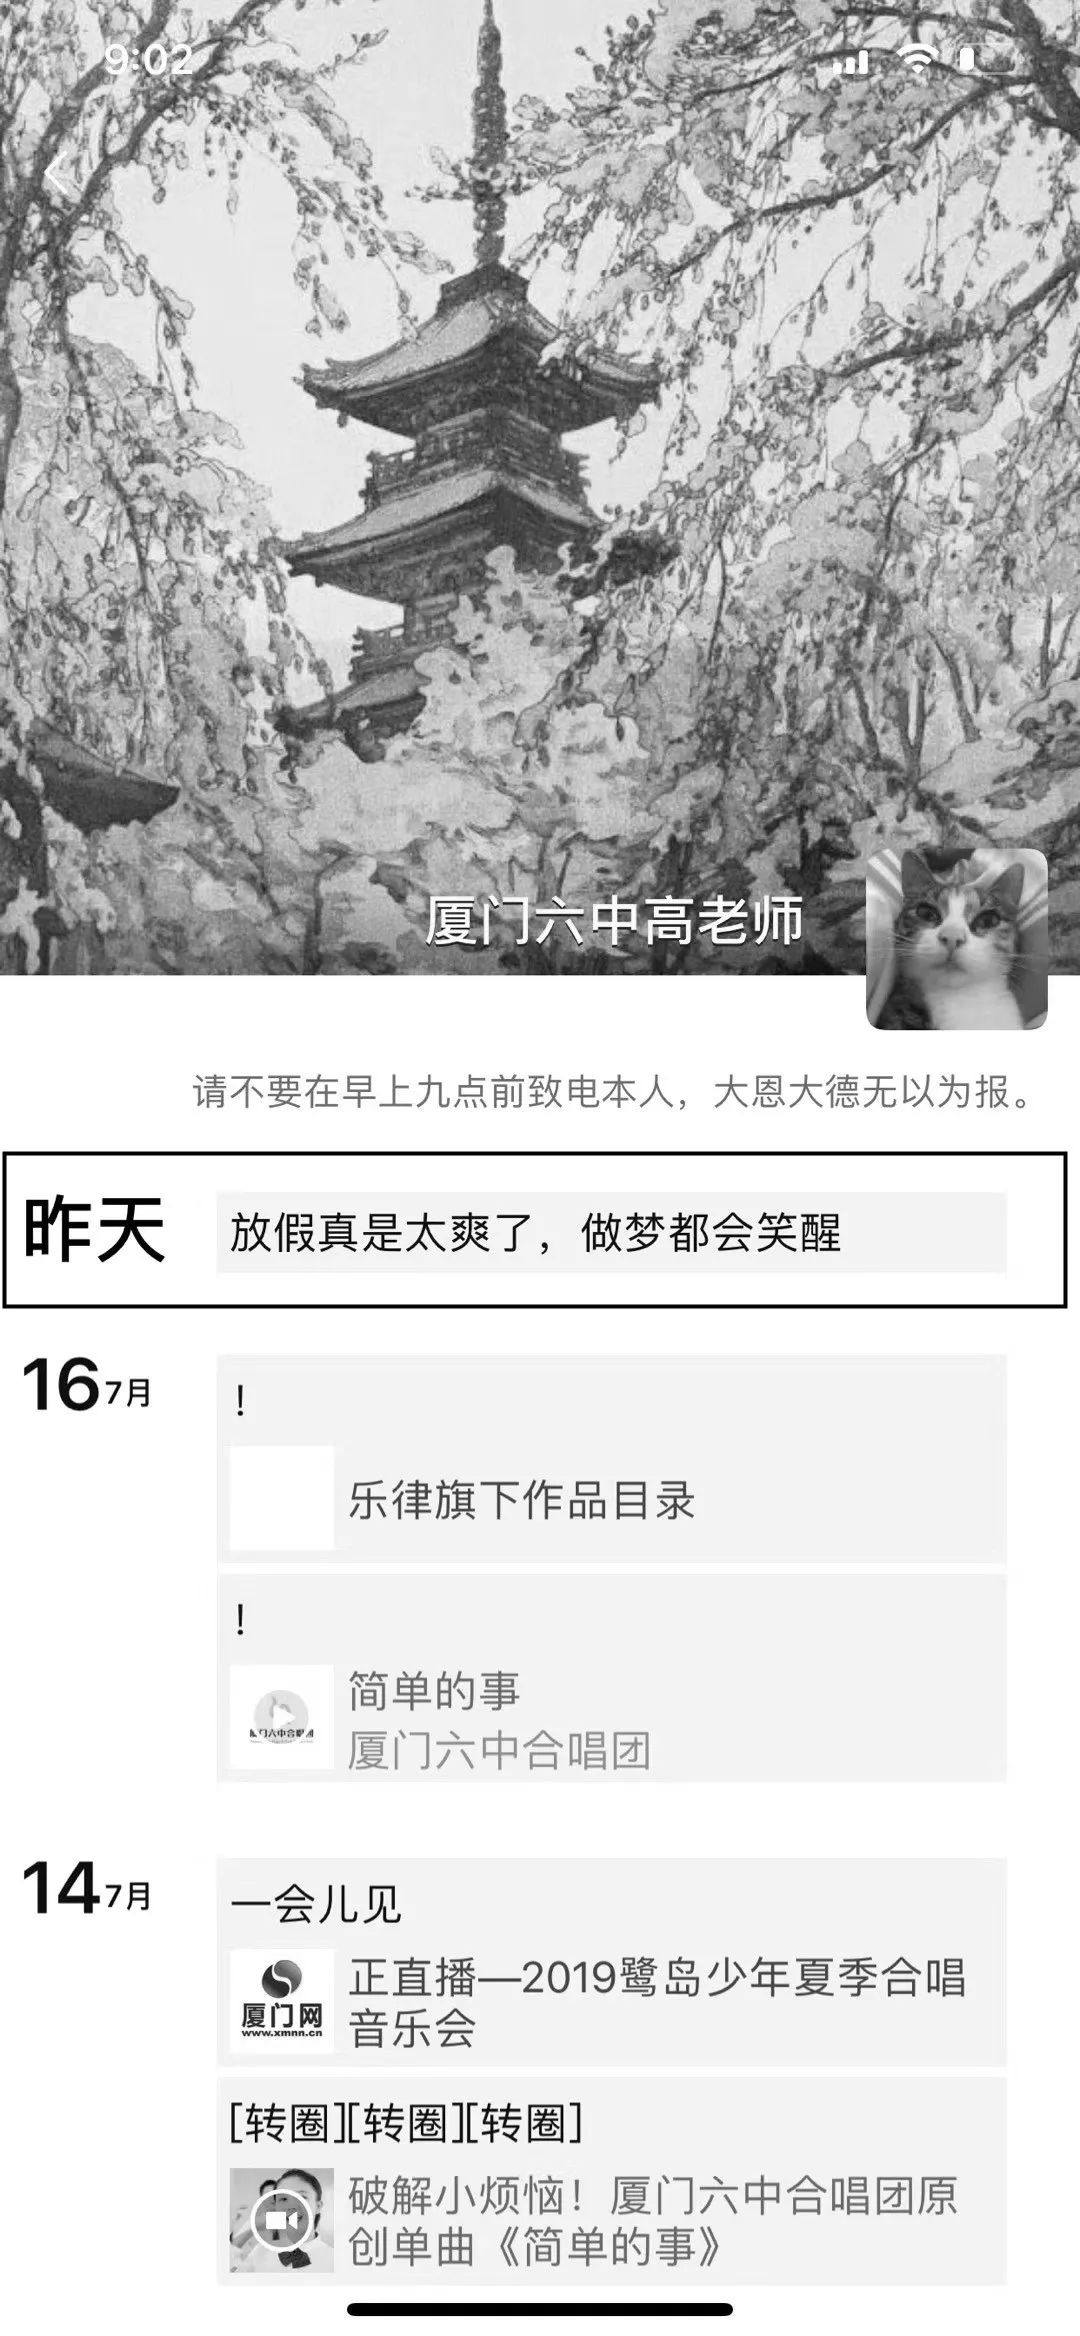 9:02
厦门六中高老师
请不要在早上九点前致电本人，大恩大德无以为报。
昨天
放假真是太爽了，做梦都会笑醒
16 7月
！
乐律旗下作品目录
！
厦门六中合唱团
简单的事
厦门六中合唱团
14 7月
一会儿见
厦门网
www.xmnn.cn
正直播—2019鹭岛少年夏季合唱
音乐会
[转圈][转圈][转圈]
破解小烦恼！厦门六中合唱团原
创单曲《简单的事》